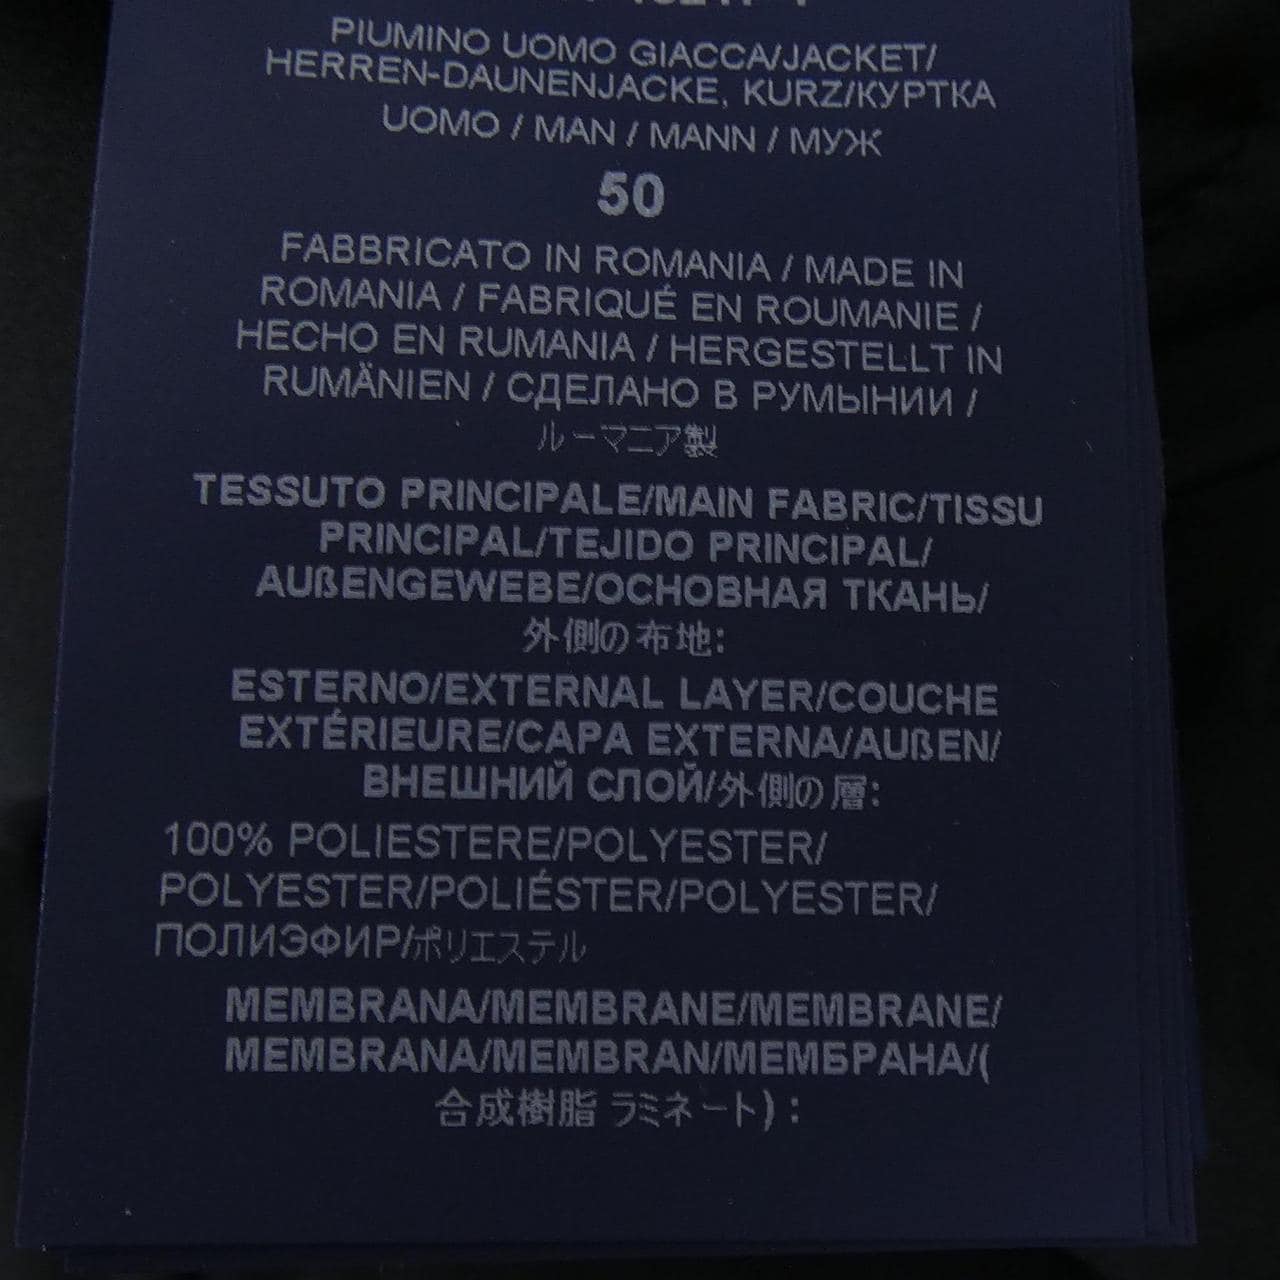 PIUMINO UOMO GIACCA/JACKET/
HERREN-DAUNENJACKE, KURZ/КУРТКА
UOMO / MAN / MANN / МУЖ
50
FABBRICATO IN ROMANIA / MADE IN
ROMANIA / FABRIQUÉ EN ROUMANIE /
HECHO EN RUMANIA / HERGESTELLT IN
RUMÄNIEN / СДЕЛАНО В РУМЫНИИ /
ルーマニア製
TESSUTO PRINCIPALE/MAIN FABRIC/TISSU
PRINCIPAL/TEJIDO PRINCIPAL/
AUßENGEWEBE/ОСНОВНАЯ ТКАНЬ/
外側の布地:
ESTERNO/EXTERNAL LAYER/COUCHE
EXTÉRIEURE/CAPA EXTERNA/AUßEN/
ВНЕШНИЙ СЛОЙ/外側の層:
100% POLIESTERE/POLYESTER/
POLYESTER/POLIÉSTER/POLYESTER/
ПОЛИЭФИР/ポリエステル
MEMBRANA/MEMBRANE/MEMBRANE/
MEMBRANA/MEMBRAN/МЕМБРАНА/(
合成樹脂 ラミネート) :